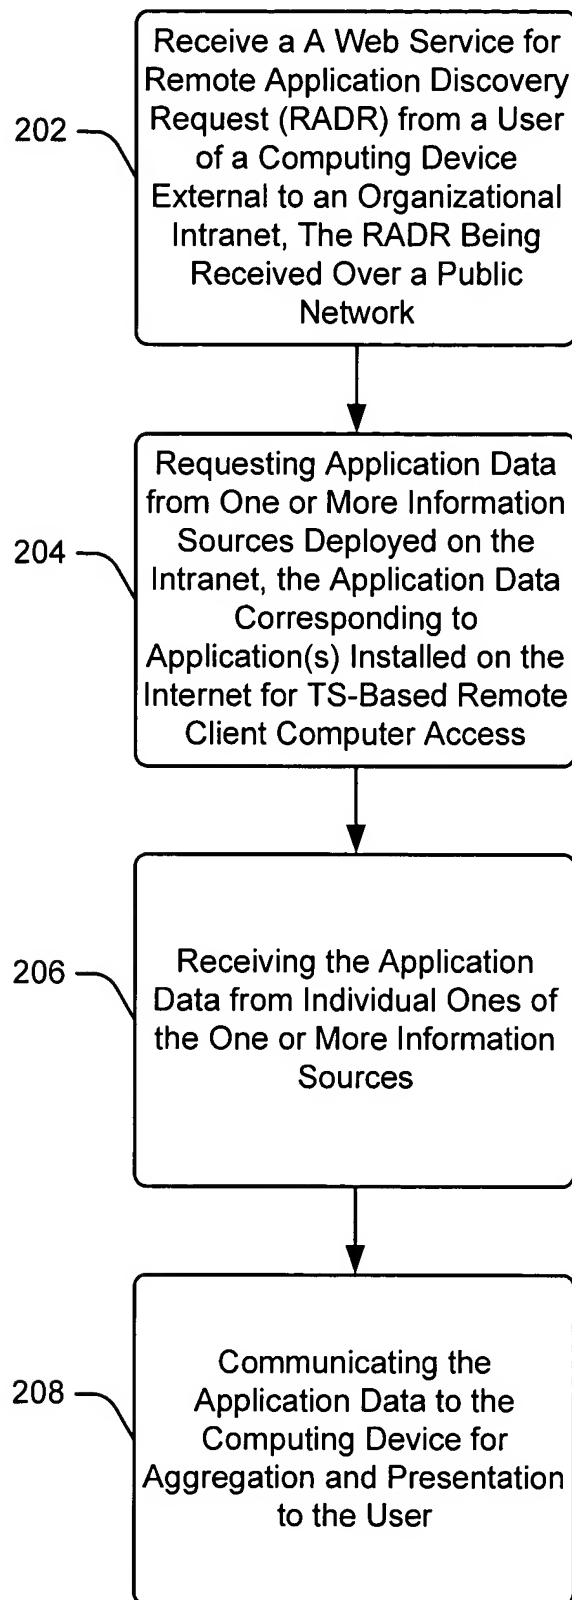 Receive a A Web Service for
Remote Application Discovery
Request (RADR) from a User
of a Computing Device
External to an Organizational
Intranet, The RADR Being
Received Over a Public
Network
202
Requesting Application Data
from One or More Information
Sources Deployed on the
Intranet, the Application Data
Corresponding to
Application(s) Installed on the
Internet for TS-Based Remote
Client Computer Access
204
Receiving the Application
Data from Individual Ones of
the One or More Information
Sources
206
Communicating the
Application Data to the
Computing Device for
Aggregation and Presentation
to the User
208